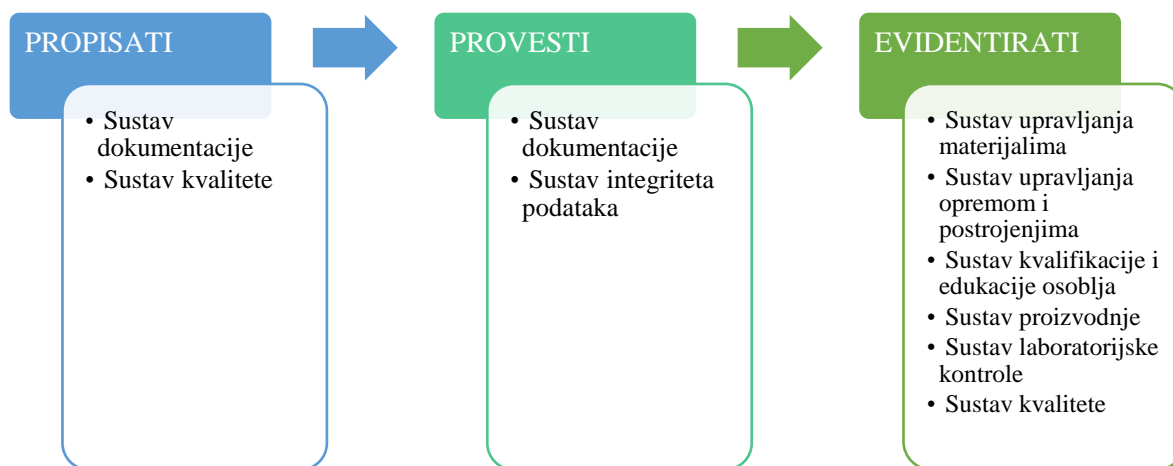 PROPISATI
• Sustav
dokumentacije
• Sustav kvalitete
PROVESTI
• Sustav
dokumentacije
• Sustav integriteta
podataka
EVIDENTIRATI
• Sustav upravljanja
materijalima
• Sustav upravljanja
opremom i
postrojenjima
• Sustav kvalifikacije i
edukacije osoblja
• Sustav proizvodnje
• Sustav laboratorijske
kontrole
• Sustav kvalitete